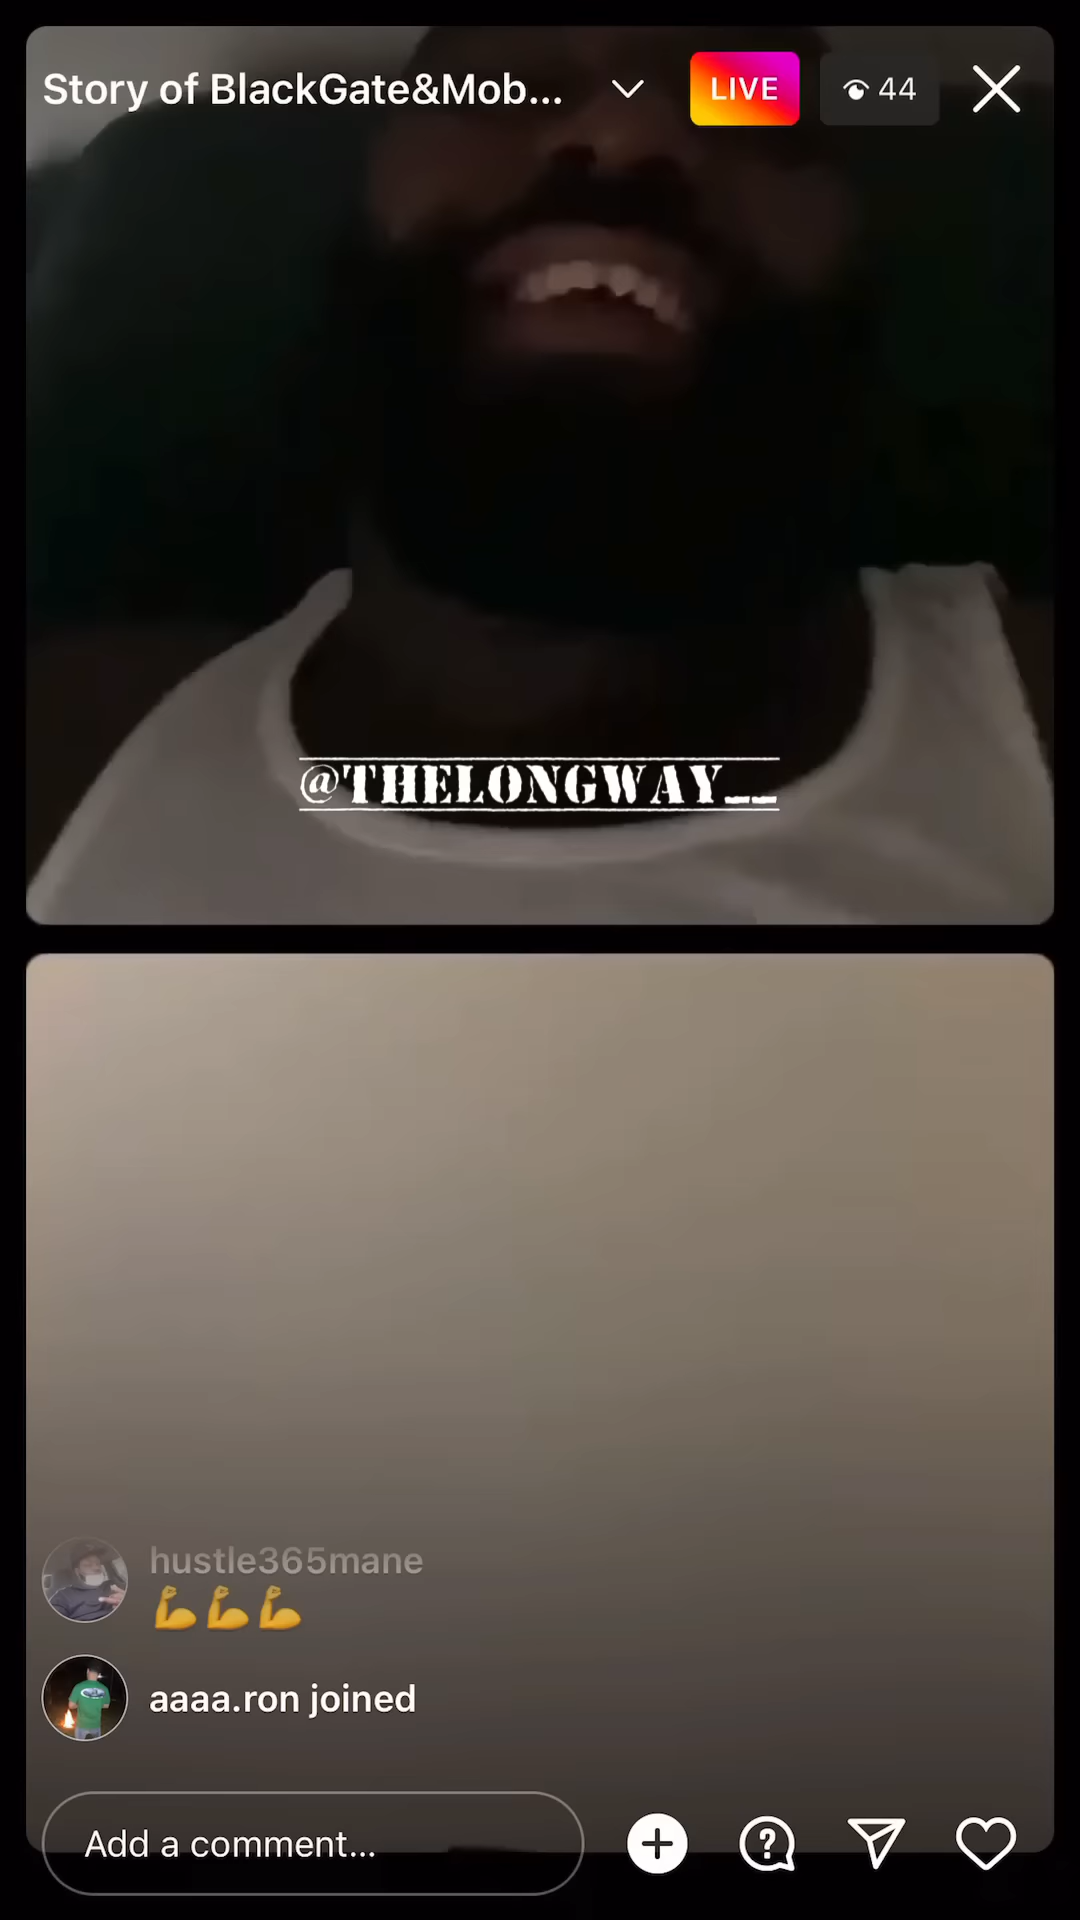 Story of BlackGate&Mob...
LIVE
44
@THELONGWAY__
hustle365mane
💪💪💪
aaaa.ron joined
Add a comment...